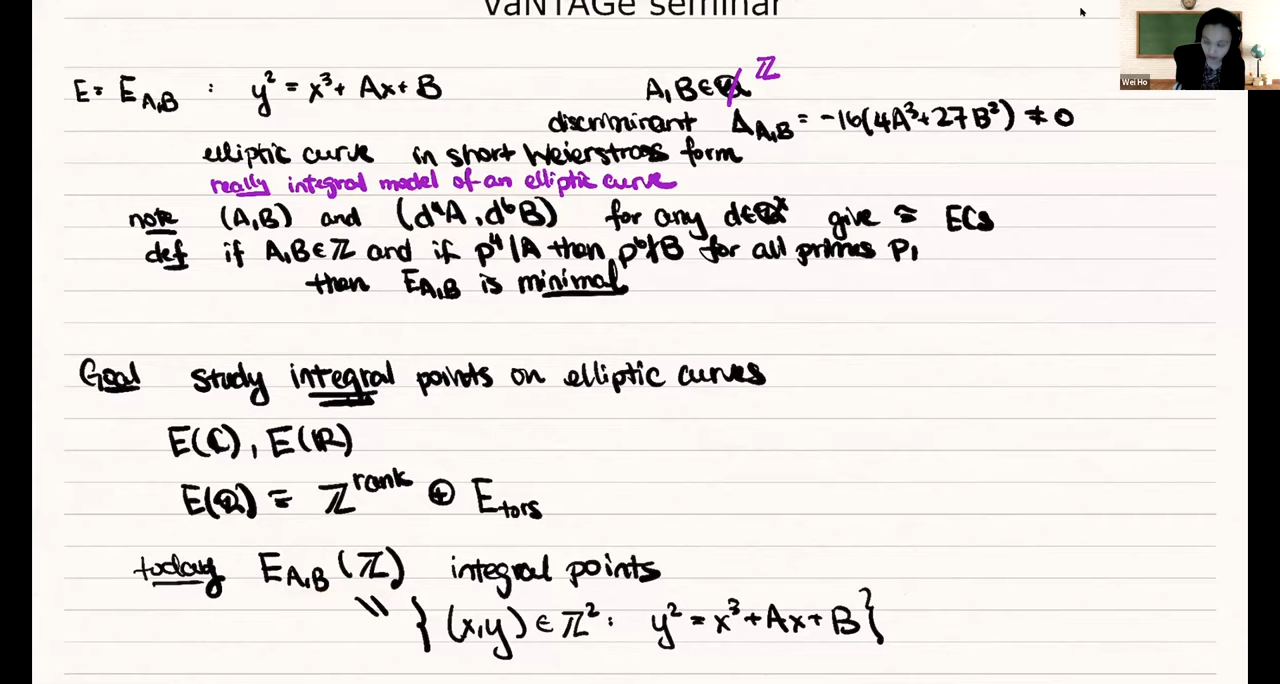 VaNTAGe seminar
Wei Ho
E = E_{A,B} : y² = x³ + Ax + B A, B ∈ ℚ ℤ
discriminant Δ_{A,B} = -16(4A³+27B²) ≠ 0
elliptic curve in short Weierstrass form
really integral model of an elliptic curve
note (A,B) and (d⁴A, d⁶B) for any d∈ℚˣ give ≅ ECs
def if A,B∈ℤ and if p⁴|A then p⁶∤B for all primes p,
then E_{A,B} is minimal
Goal study integral points on elliptic curves
E(ℂ), E(ℝ)
E(ℚ) = ℤ^{rank} ⊕ E_{tors}
today E_{A,B}(ℤ) integral points
= { (x,y) ∈ ℤ² : y² = x³ + Ax + B }